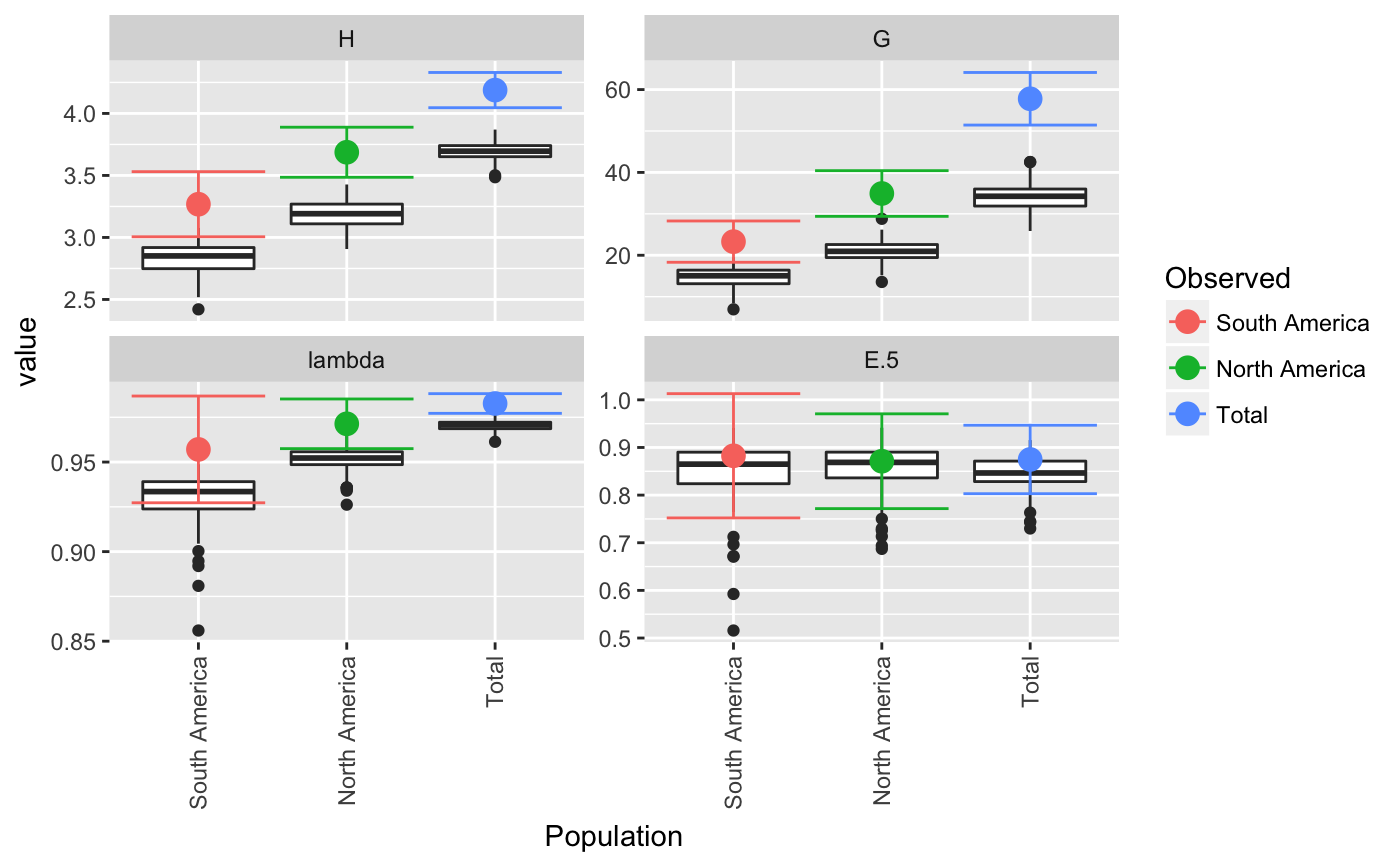 H
G
4.0
3.5
3.0
2.5
60
40
20
value
lambda
E.5
0.95
0.90
0.85
1.0
0.9
0.8
0.7
0.6
0.5
South America
North America
Total
South America
North America
Total
Population
Observed
South America
North America
Total